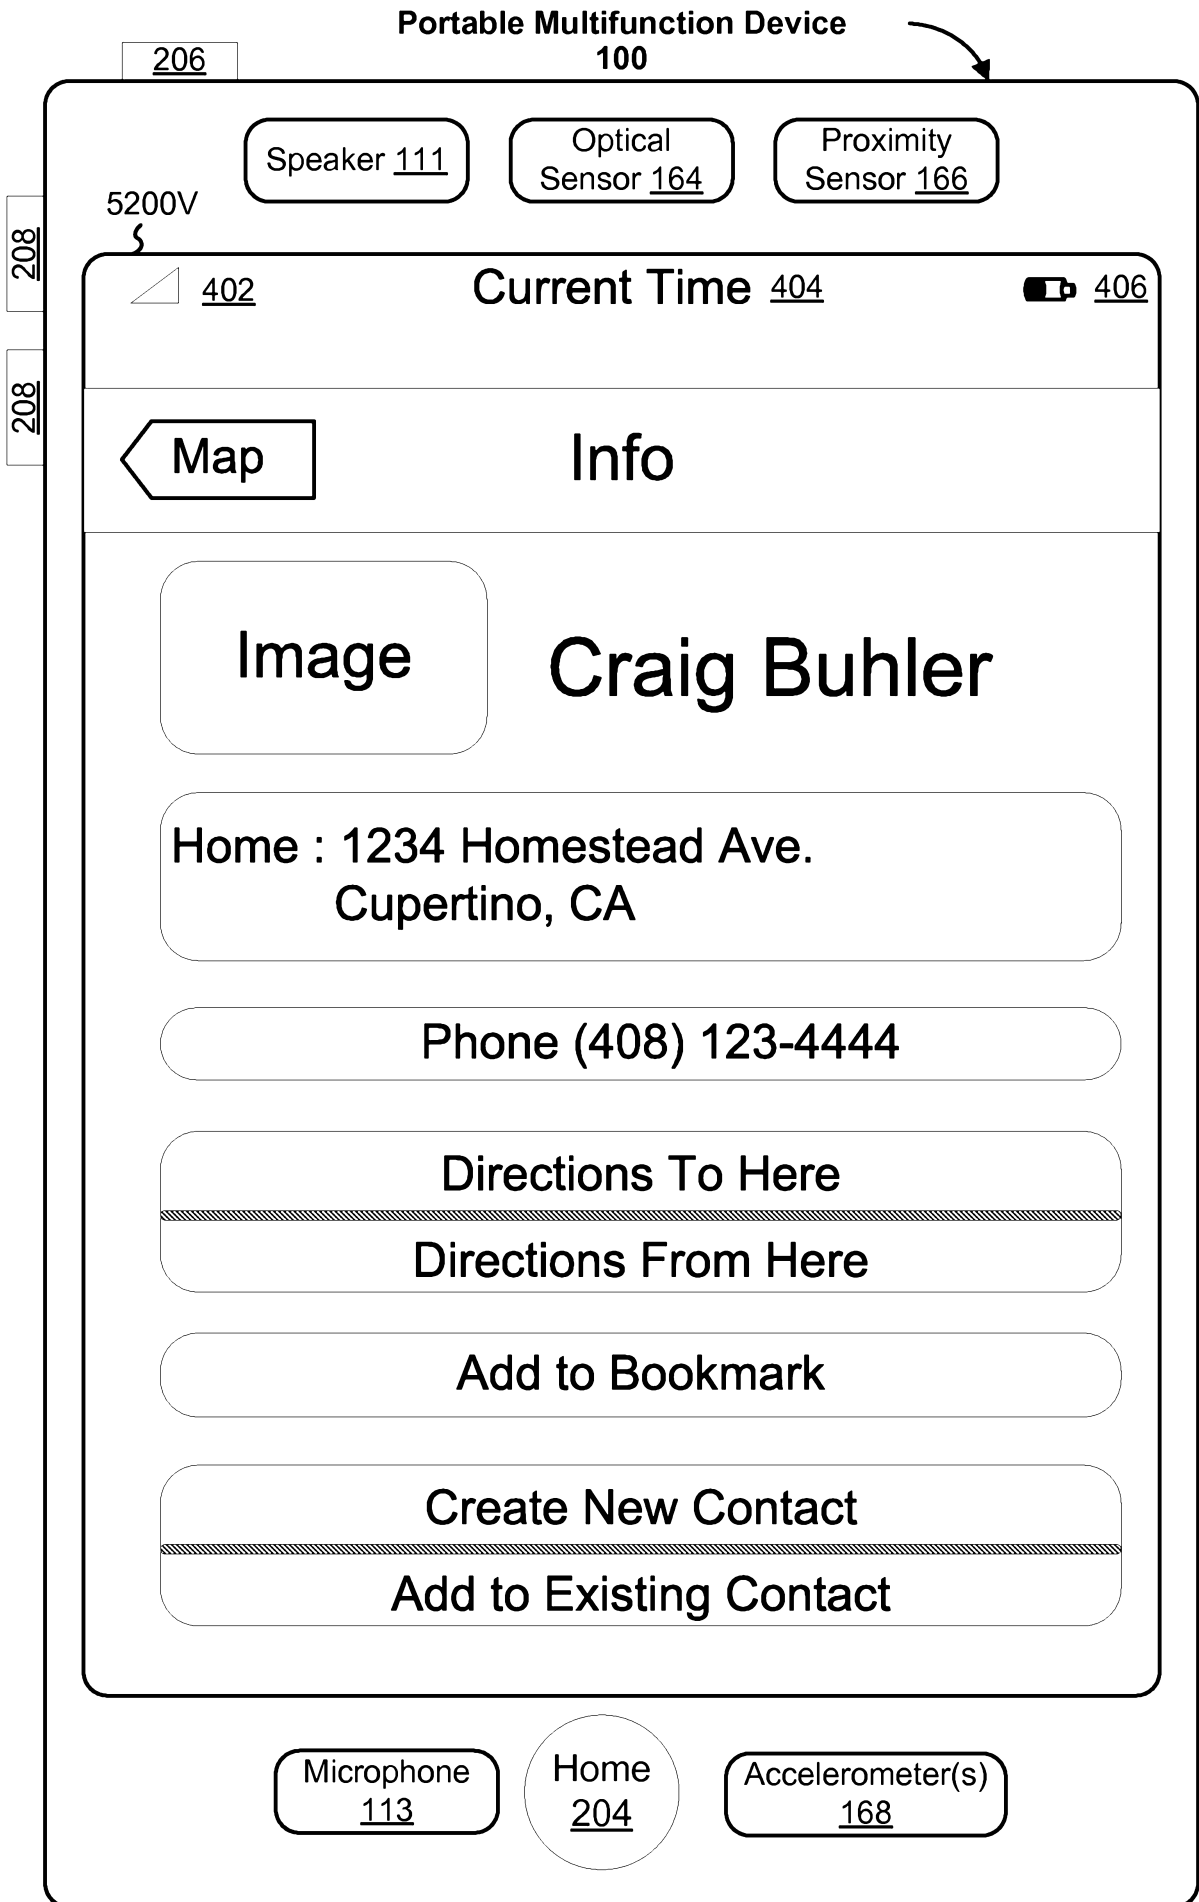 Portable Multifunction Device
100
206
Speaker 111
Optical
Sensor 164
Proximity
Sensor 166
5200V
208
208
402
Current Time 404
406
Map
Info
Image
Craig Buhler
Home : 1234 Homestead Ave.
Cupertino, CA
Phone (408) 123-4444
Directions To Here
Directions From Here
Add to Bookmark
Create New Contact
Add to Existing Contact
Microphone
113
Home
204
Accelerometer(s)
168